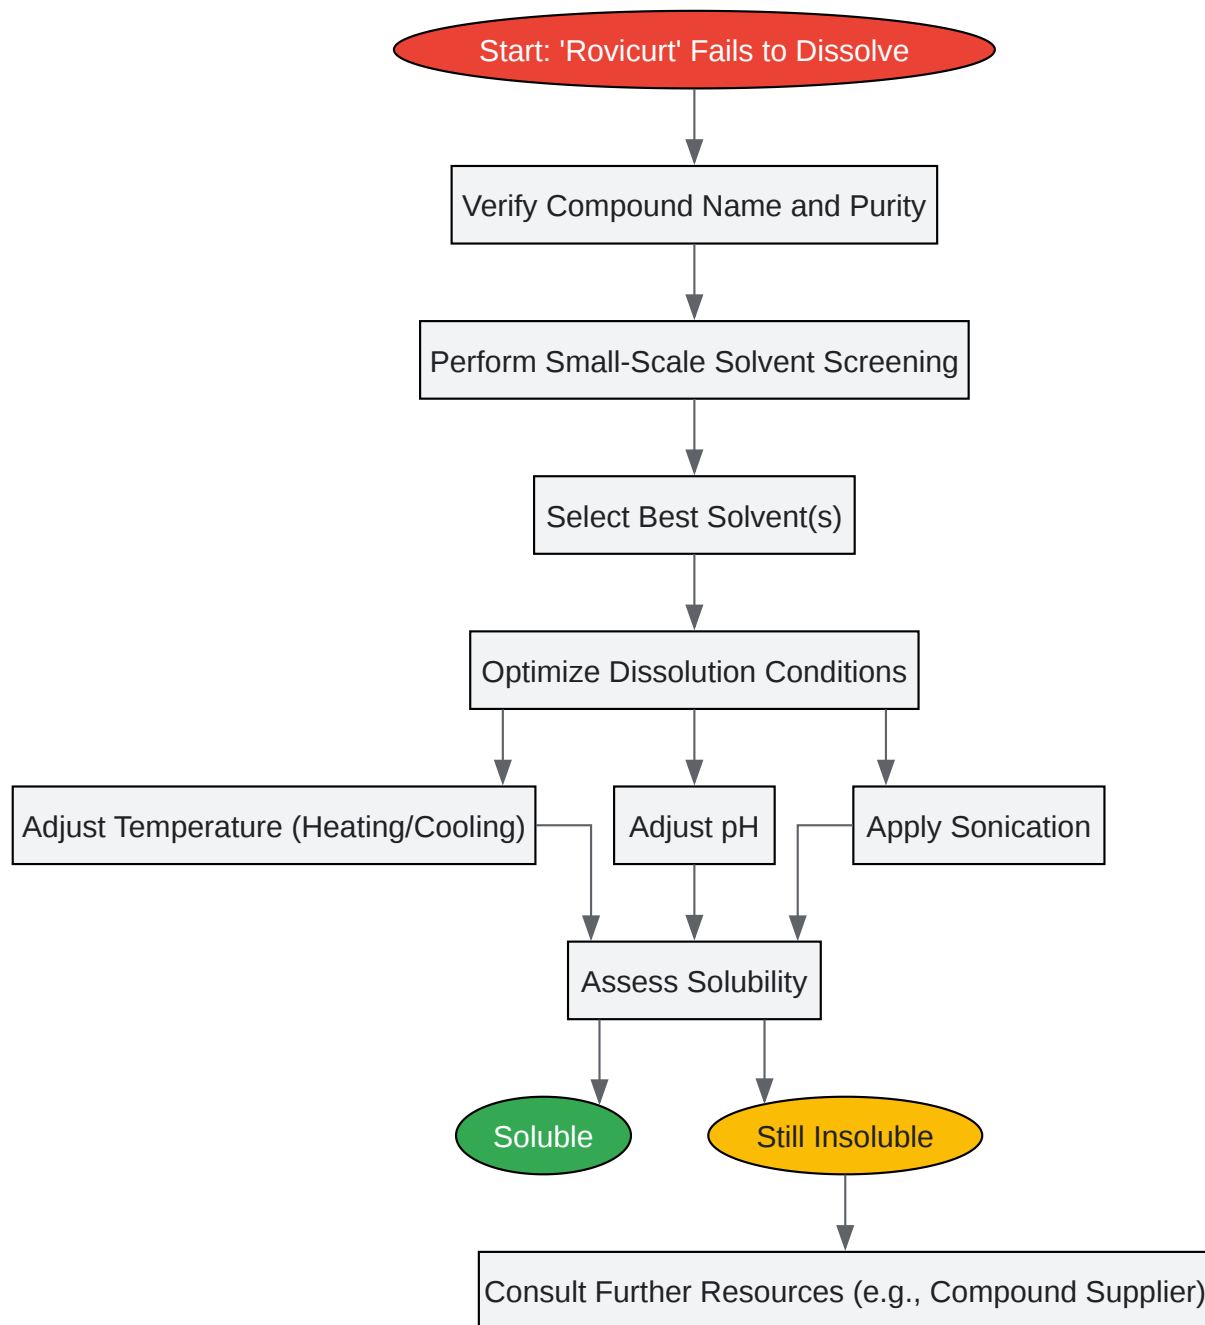 Start: 'Rovicurt' Fails to Dissolve
Verify Compound Name and Purity
Perform Small-Scale Solvent Screening
Select Best Solvent(s)
Optimize Dissolution Conditions
Adjust Temperature (Heating/Cooling)
Adjust pH
Apply Sonication
Assess Solubility
Soluble
Still Insoluble
Consult Further Resources (e.g., Compound Supplier)